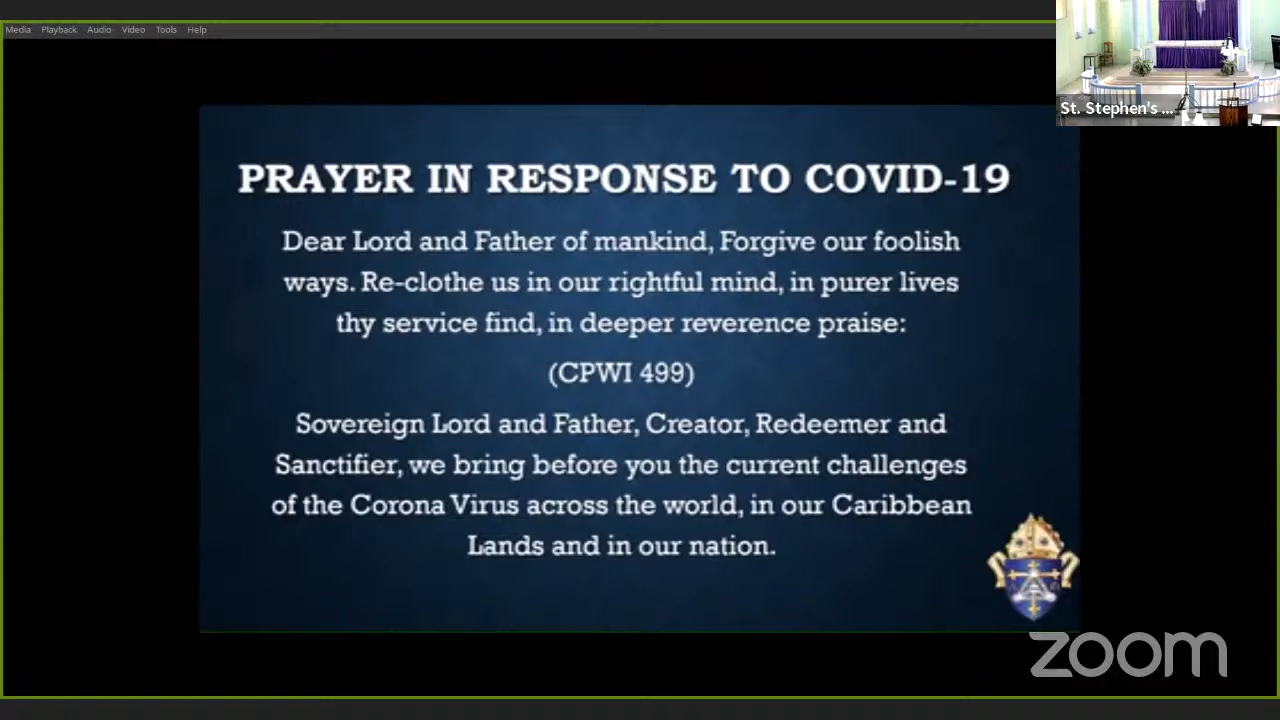 Media Playback Audio Video Tools Help
St. Stephen's ...
PRAYER IN RESPONSE TO COVID-19
Dear Lord and Father of mankind, Forgive our foolish
ways. Re-clothe us in our rightful mind, in purer lives
thy service find, in deeper reverence praise:
(CPWI 499)
Sovereign Lord and Father, Creator, Redeemer and
Sanctifier, we bring before you the current challenges
of the Corona Virus across the world, in our Caribbean
Lands and in our nation.
zoom